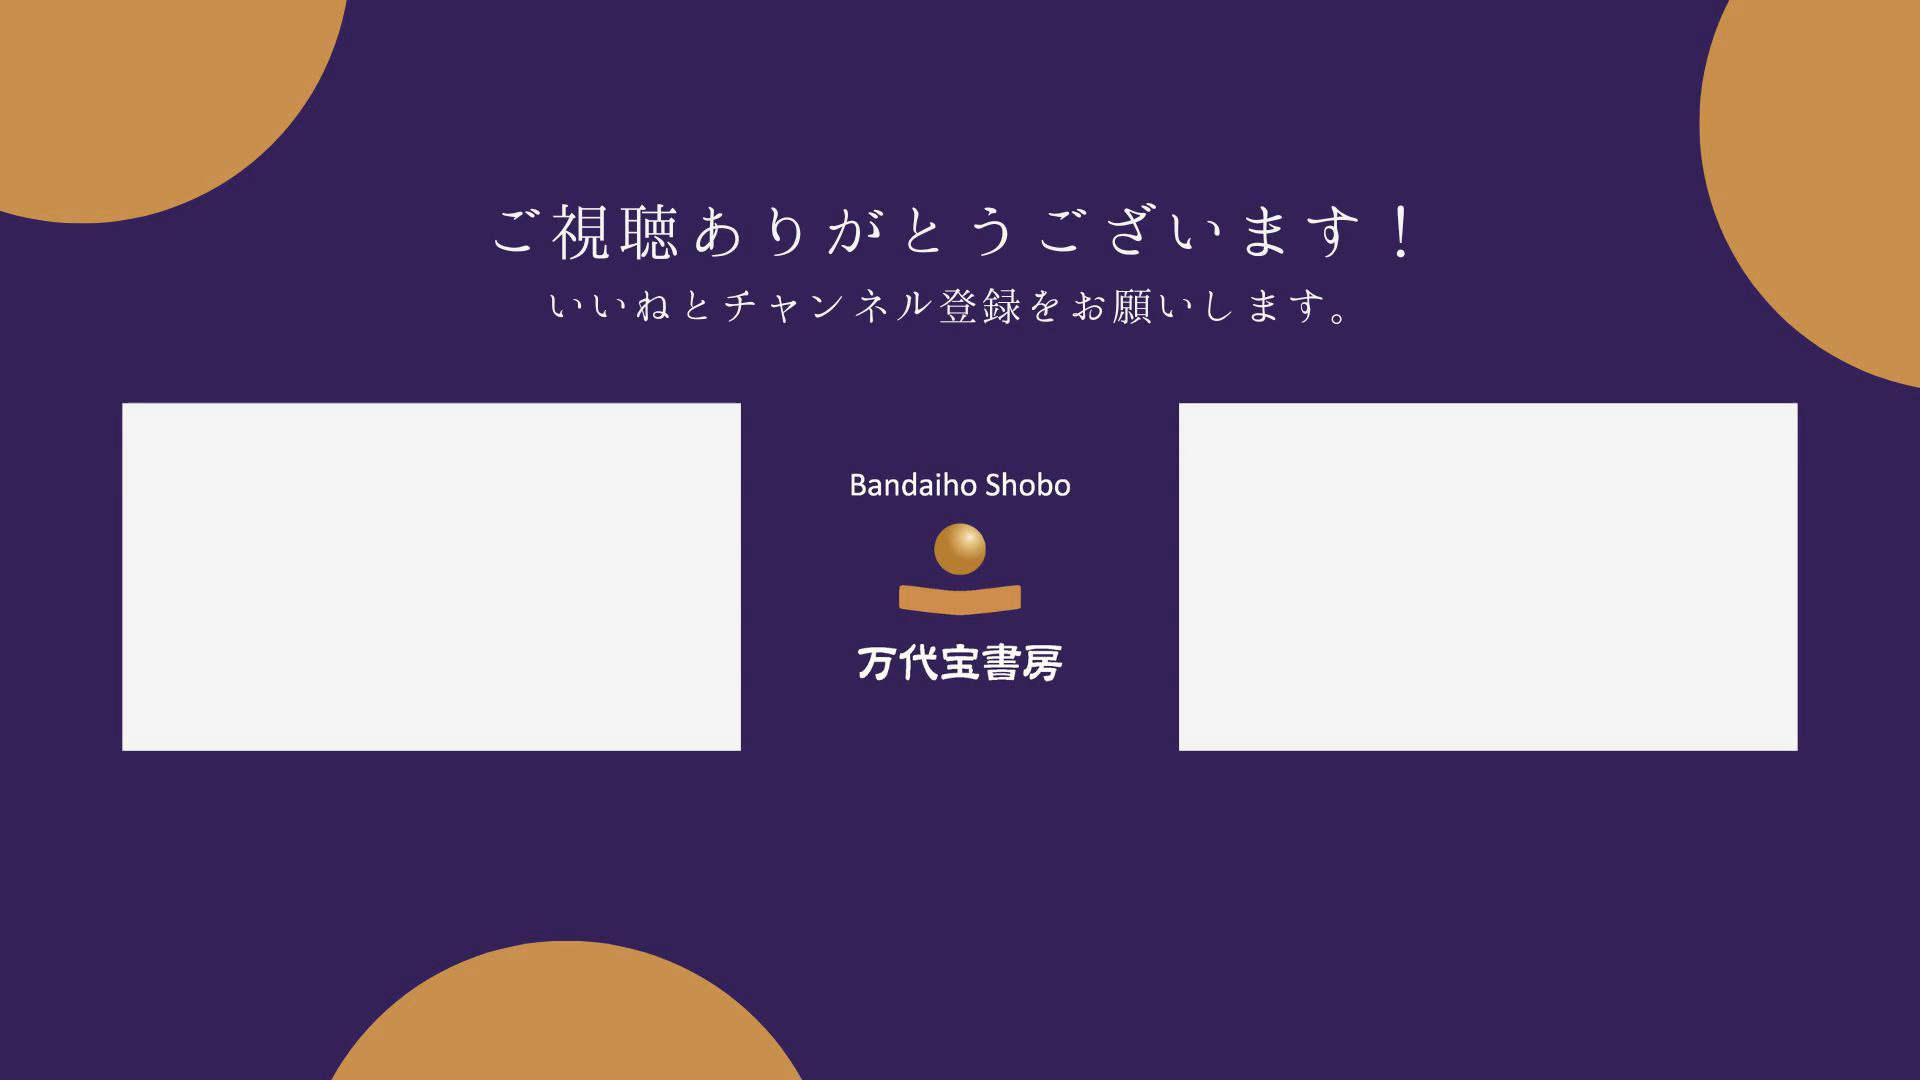 ご視聴ありがとうございます！
いいねとチャンネル登録をお願いします。
Bandaiho Shobo
万代宝書房